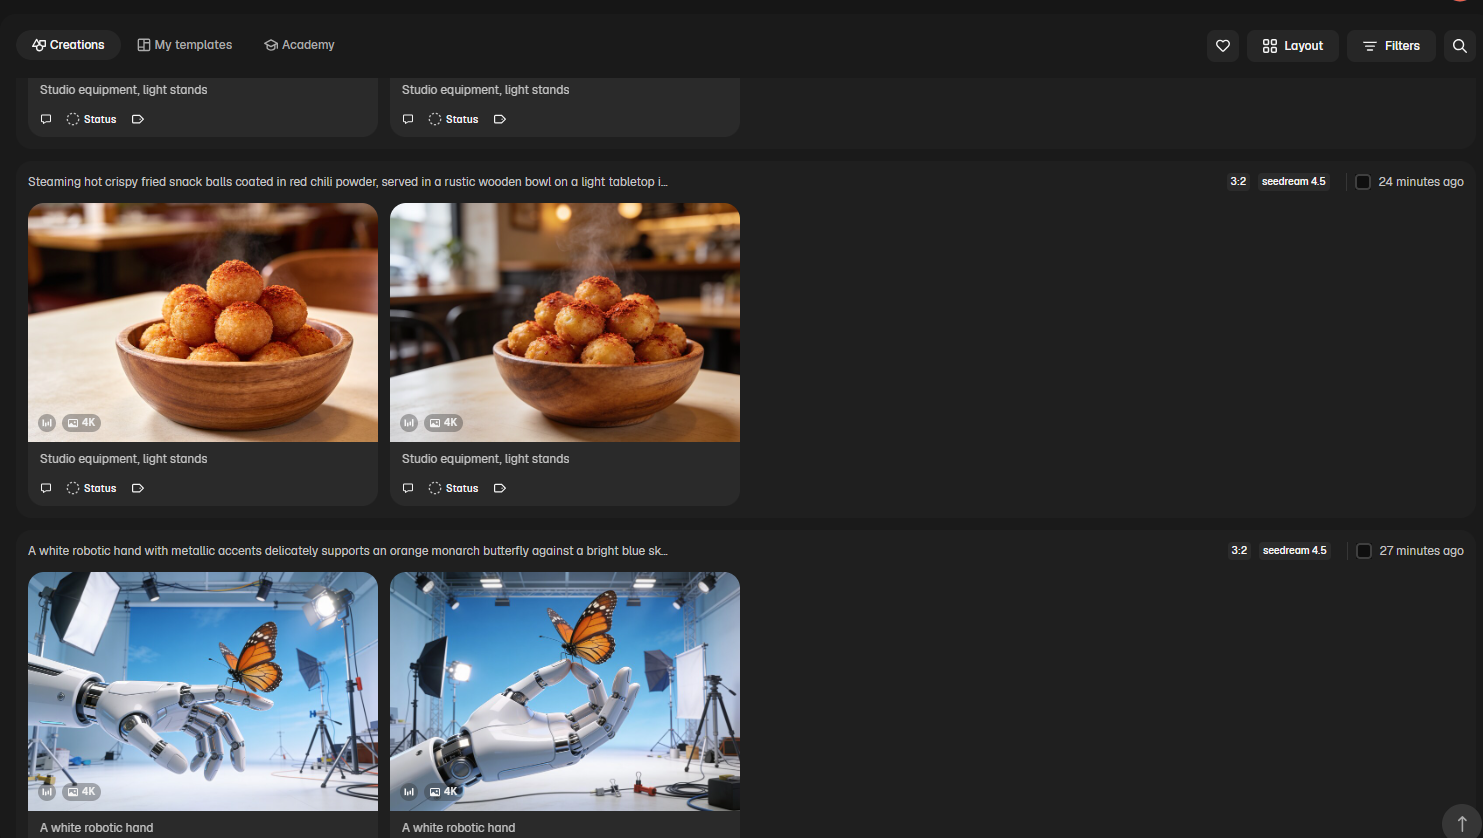 Creations My templates Academy Layout Filters
Studio equipment, light stands Studio equipment, light stands
Status Status
Steaming hot crispy fried snack balls coated in red chili powder, served in a rustic wooden bowl on a light tabletop i... 3:2 seedream 4.5 24 minutes ago
4K 4K
Studio equipment, light stands Studio equipment, light stands
Status Status
A white robotic hand with metallic accents delicately supports an orange monarch butterfly against a bright blue sk... 3:2 seedream 4.5 27 minutes ago
4K 4K
A white robotic hand A white robotic hand